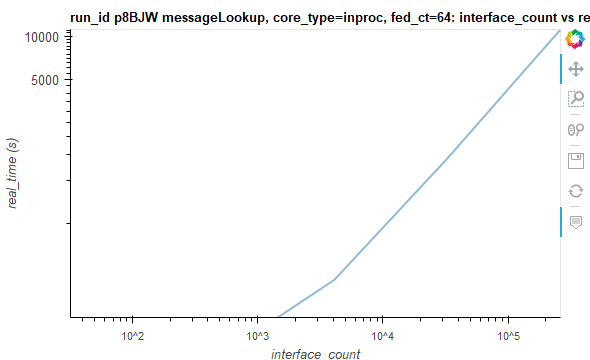 run_id p8BJW messageLookup, core_type=inproc, fed_ct=64: interface_count vs re
10000
5000
real_time (s)
10^2
10^3
10^4
10^5
interface_count